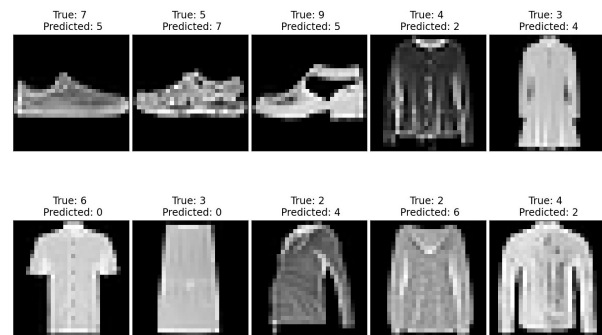 True: 7
Predicted: 5
True: 5
Predicted: 7
True: 9
Predicted: 5
True: 4
Predicted: 2
True: 3
Predicted: 4
True: 6
Predicted: 0
True: 3
Predicted: 0
True: 2
Predicted: 4
True: 2
Predicted: 6
True: 4
Predicted: 2